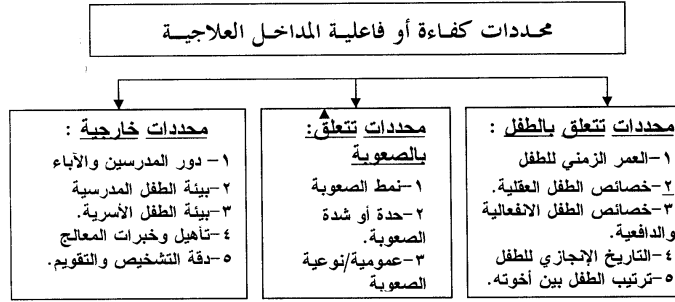 محددات كفاءة أو فاعلية المداخل العلاجية
محددات تتعلق بالطفل :
١-العمر الزمني للطفل
٢-خصائص الطفل العقلية.
٣-خصائص الطفل الانفعالية
والدافعية.
٤-التاريخ الإنجازي للطفل
٥-ترتيب الطفل بين أخوته.
محددات تتعلق:
بالصعوبة
١-نمط الصعوبة
٢-حدة أو شدة
الصعوبة.
٣-عمومية/نوعية
الصعوبة
محددات خارجية :
١- دور المدرسين والآباء
٢-بيئة الطفل المدرسية
٣-بيئة الطفل الأسرية.
٤-تأهيل وخبرات المعالج
٥-دقة التشخيص والتقويم.